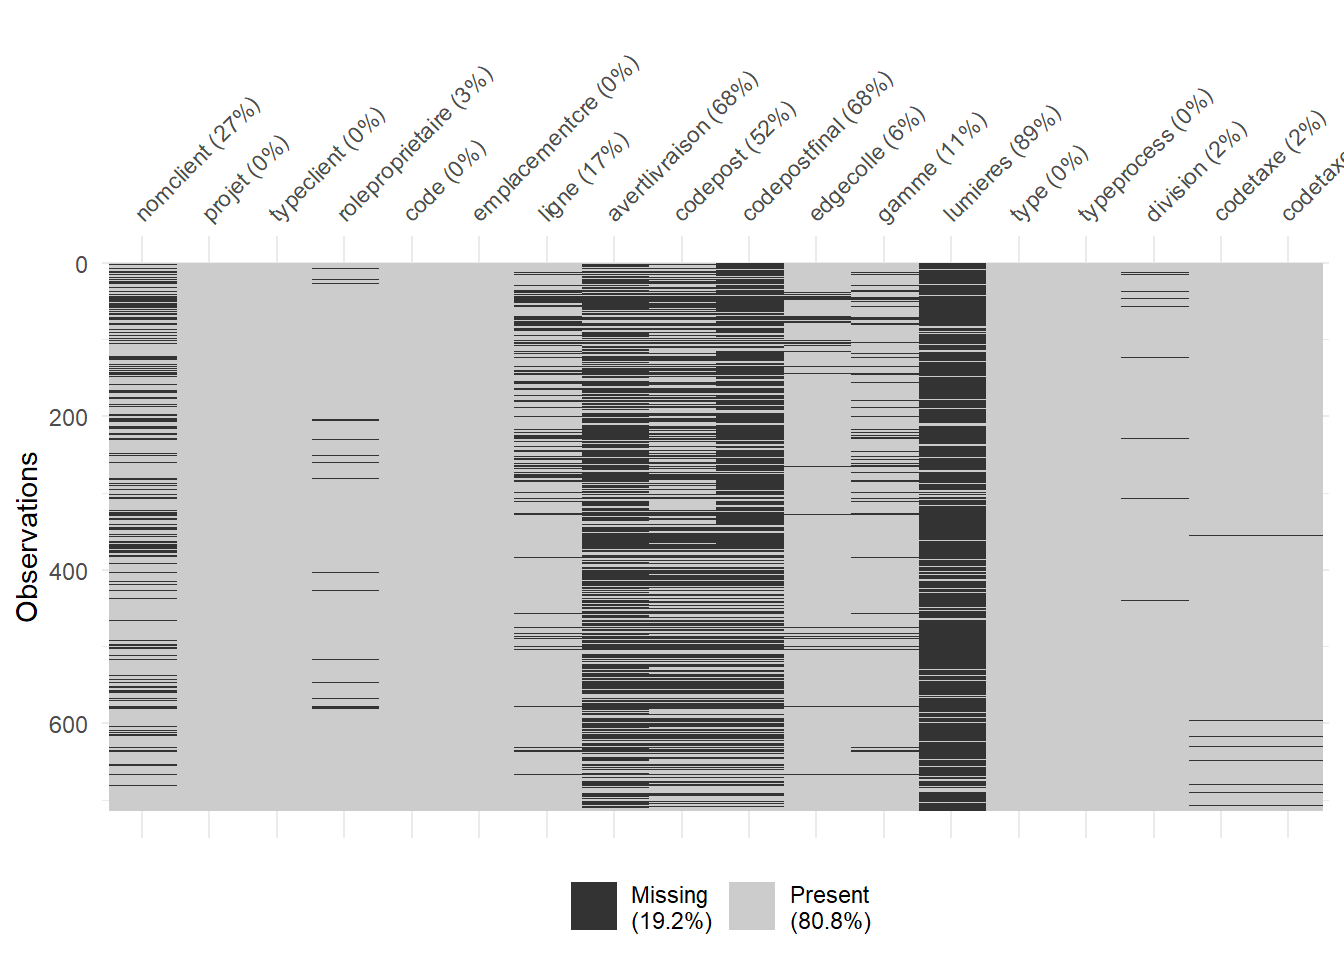 nomclient (27%)
projet (0%)
typeclient (0%)
roleproprietaire (3%)
code (0%)
emplacementcre (0%)
ligne (17%)
avertlivraison (68%)
codepost (52%)
codepostfinal (68%)
edgecolle (6%)
gamme (11%)
lumieres (89%)
type (0%)
typeprocess (0%)
division (2%)
codetaxe (2%)
codetaxe
0
200
400
600
Observations
Missing
(19.2%)
Present
(80.8%)